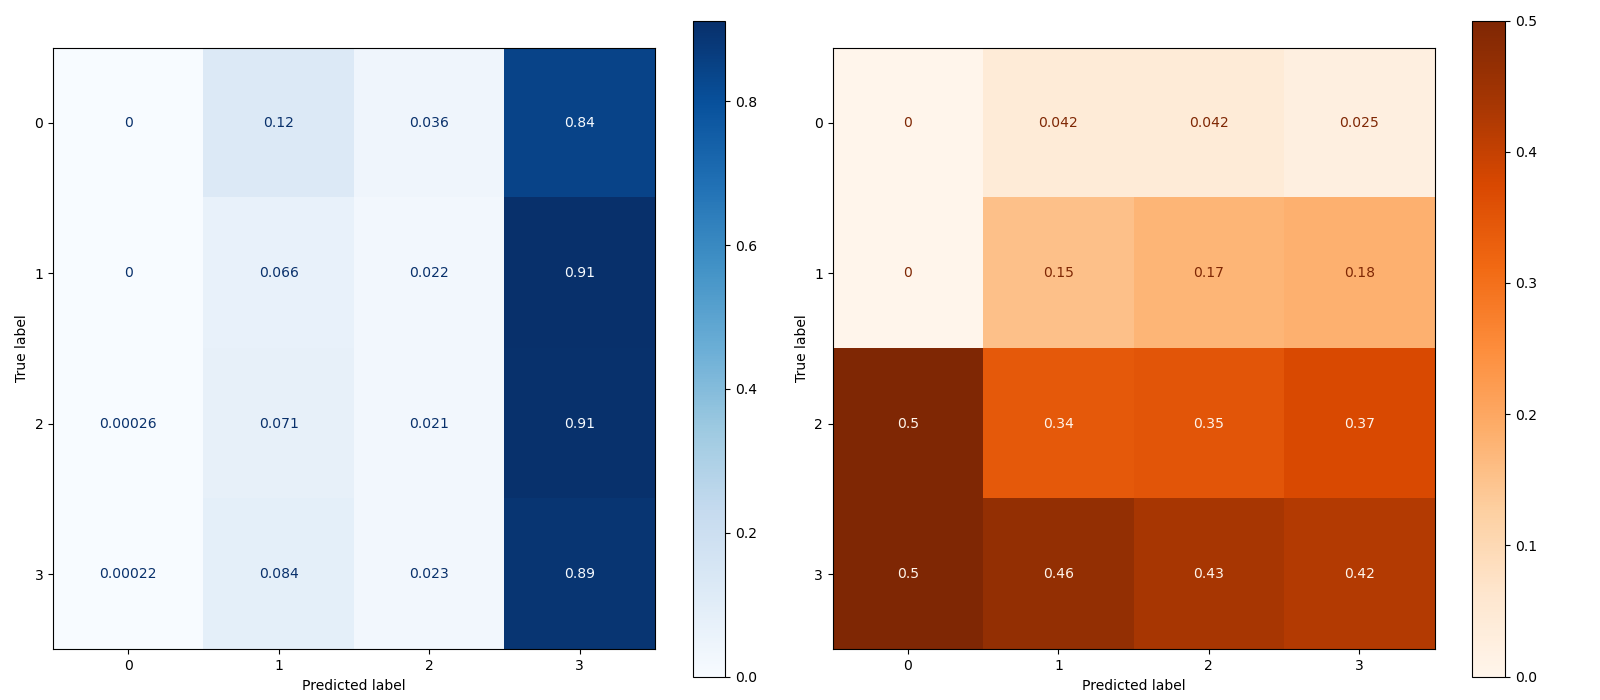 0 0 0.12 0.036 0.84
1 0 0.066 0.022 0.91
2 0.00026 0.071 0.021 0.91
3 0.00022 0.084 0.023 0.89
0 1 2 3
True label
Predicted label
0.8
0.6
0.4
0.2
0.0
0 0 0.042 0.042 0.025
1 0 0.15 0.17 0.18
2 0.5 0.34 0.35 0.37
3 0.5 0.46 0.43 0.42
0 1 2 3
True label
Predicted label
0.5
0.4
0.3
0.2
0.1
0.0